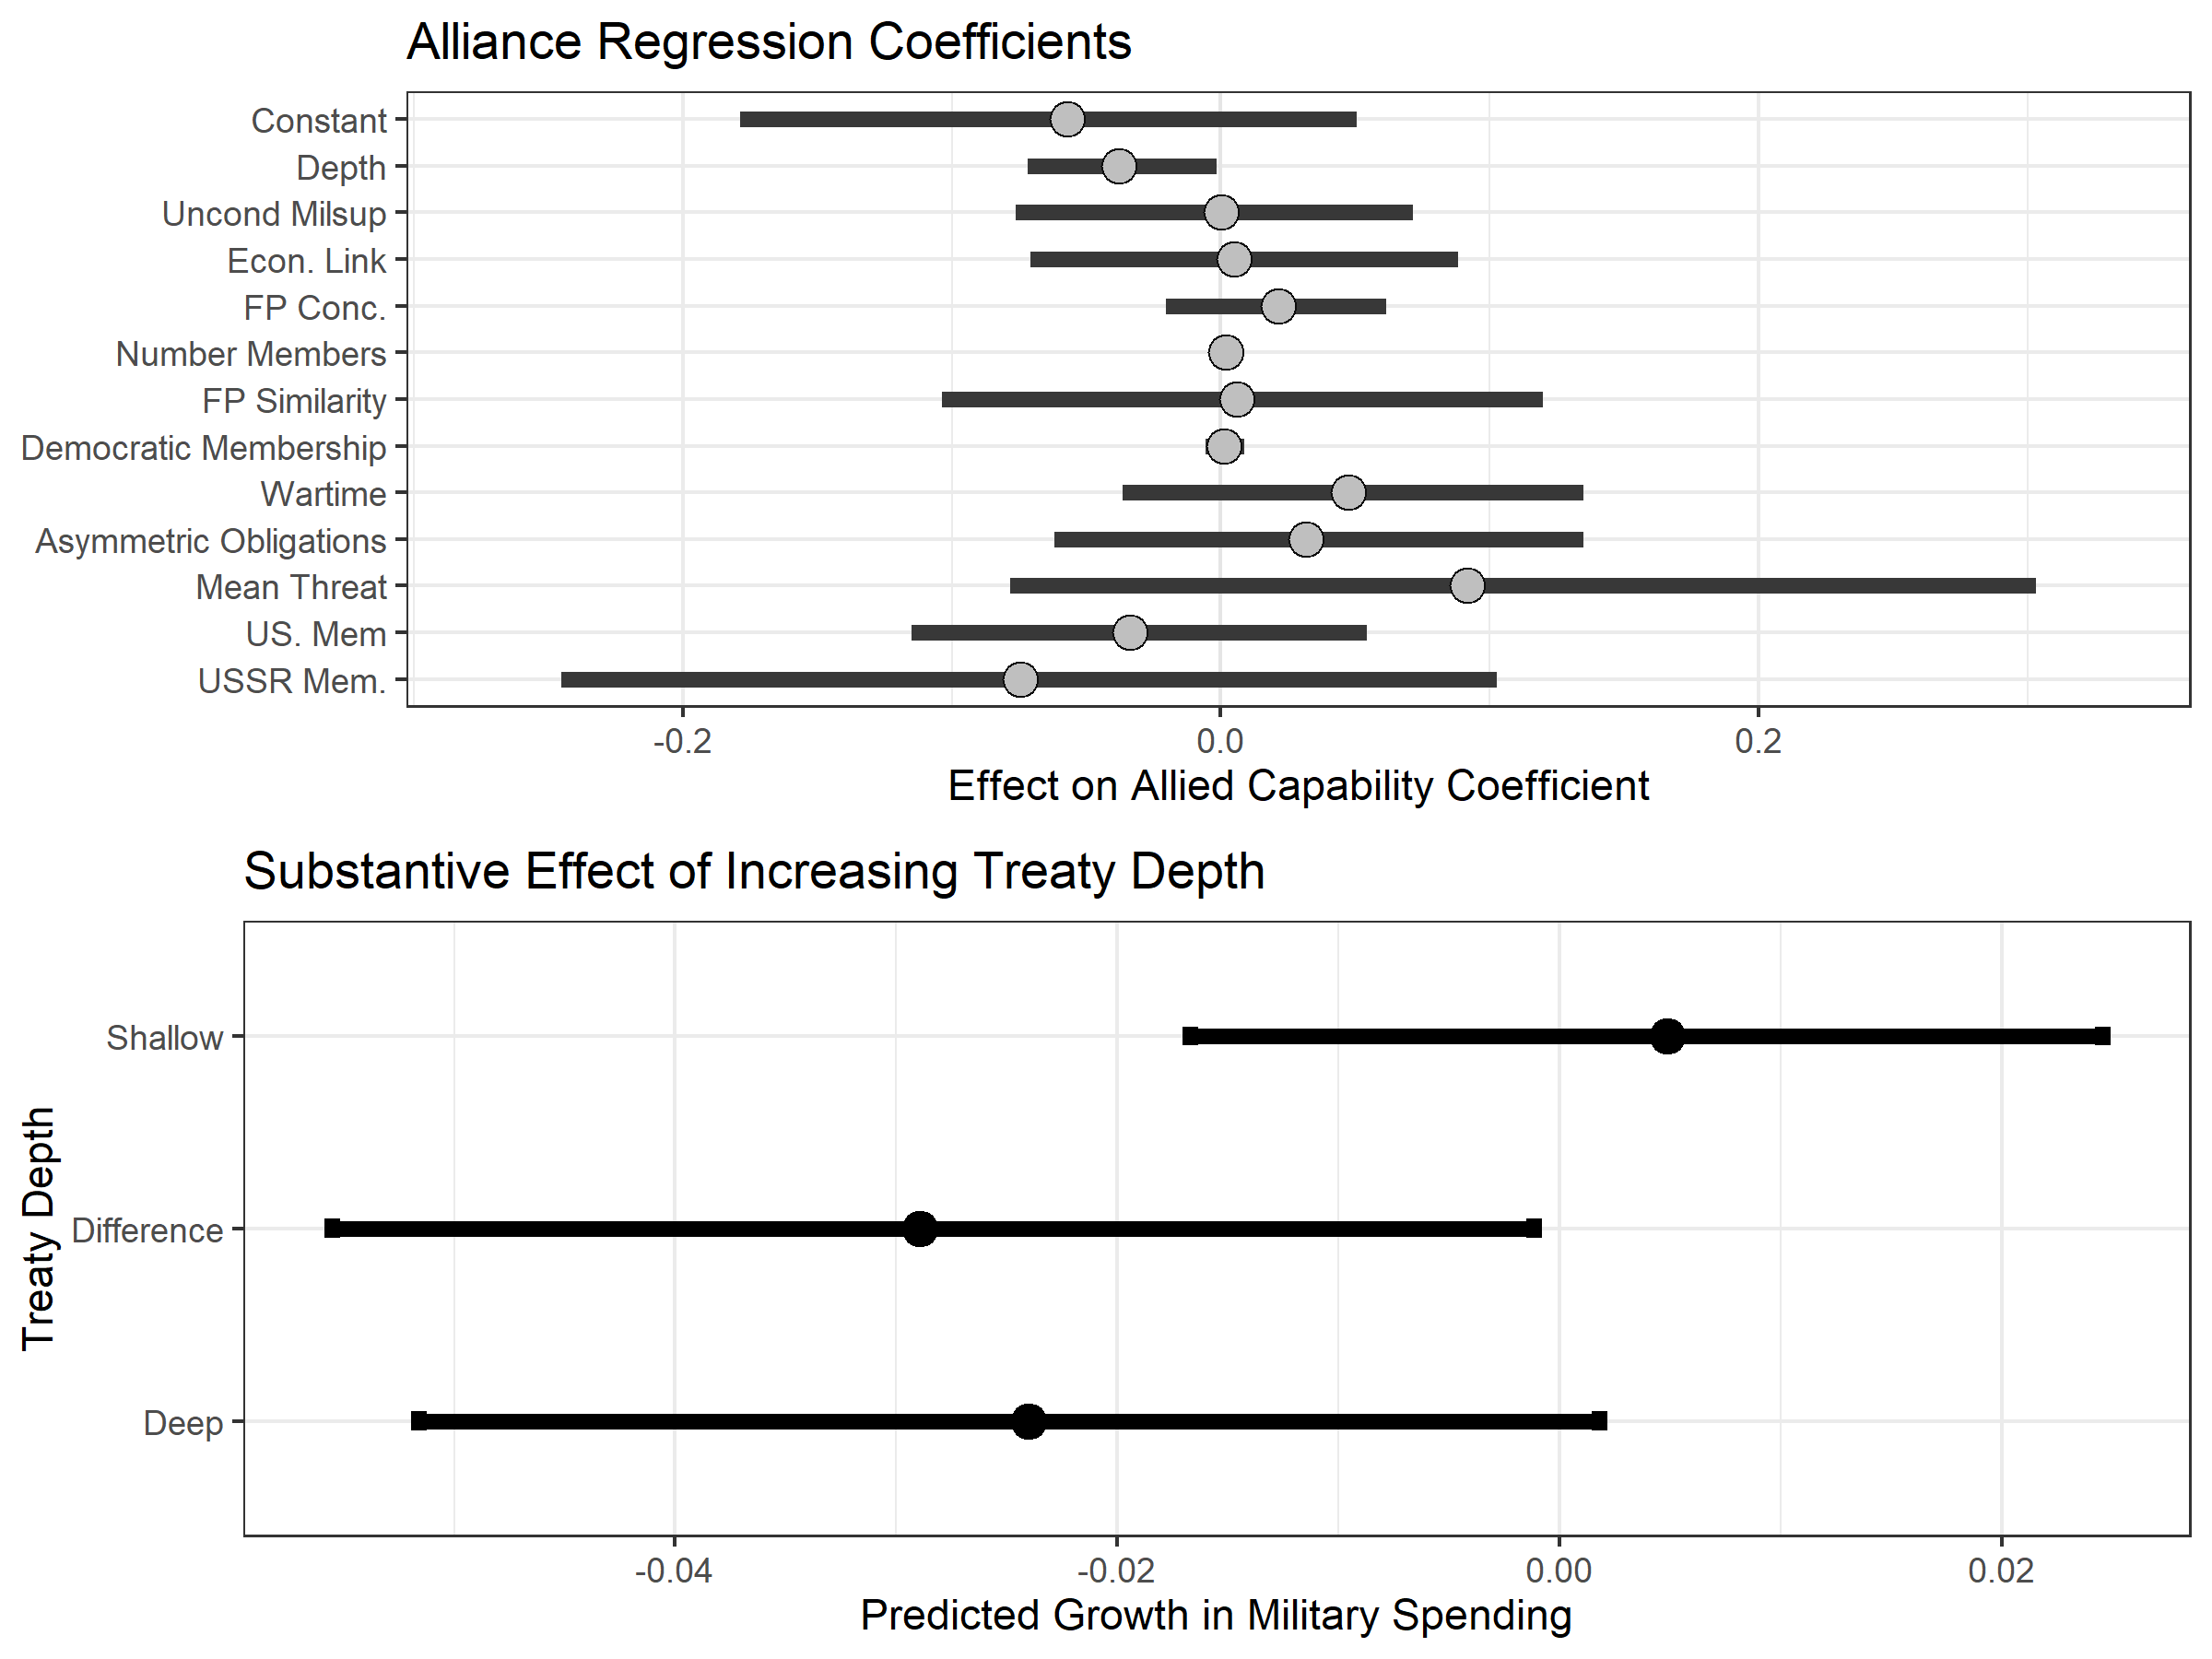 Alliance Regression Coefficients
Constant
Depth
Uncond Milsup
Econ. Link
FP Conc.
Number Members
FP Similarity
Democratic Membership
Wartime
Asymmetric Obligations
Mean Threat
US. Mem
USSR Mem.
-0.2 0.0 0.2
Effect on Allied Capability Coefficient
Substantive Effect of Increasing Treaty Depth
Treaty Depth
Shallow
Difference
Deep
-0.04 -0.02 0.00 0.02
Predicted Growth in Military Spending